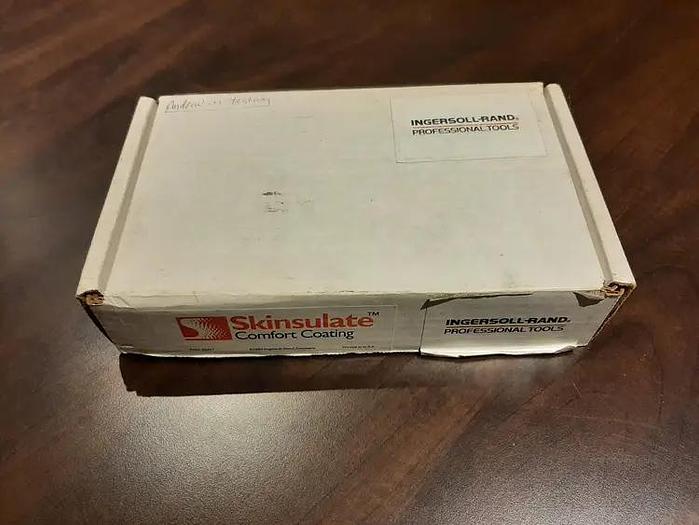 INGERSOLL-RAND®
PROFESSIONAL TOOLS
Skinsulate™
Comfort Coating
INGERSOLL-RAND®
PROFESSIONAL TOOLS